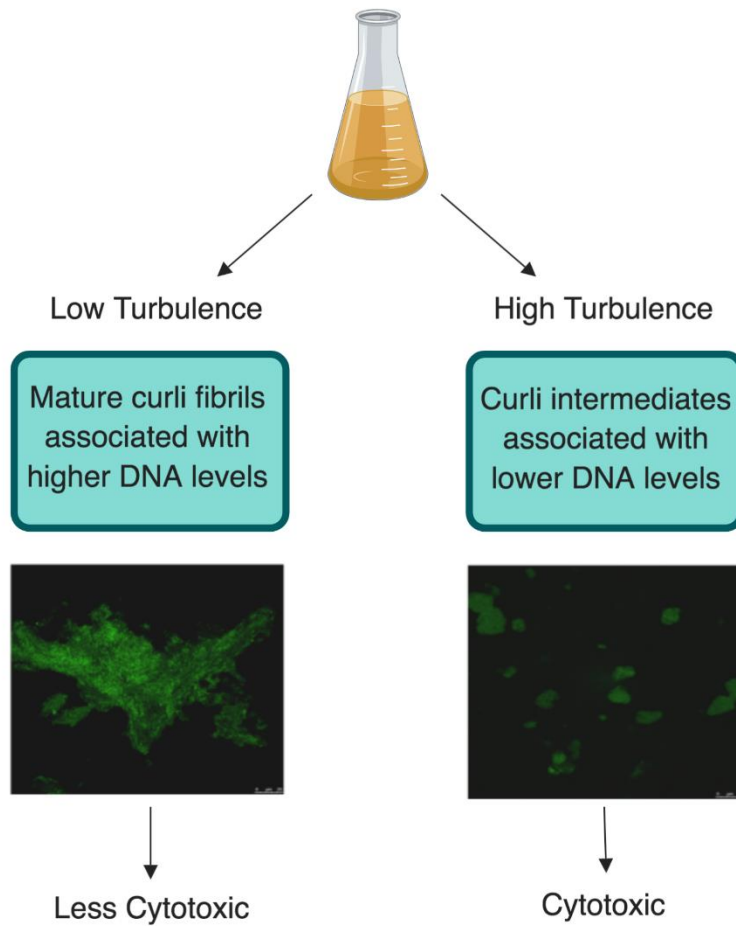 Low Turbulence
High Turbulence
Mature curli fibrils
associated with
higher DNA levels
Curli intermediates
associated with
lower DNA levels
Less Cytotoxic
Cytotoxic